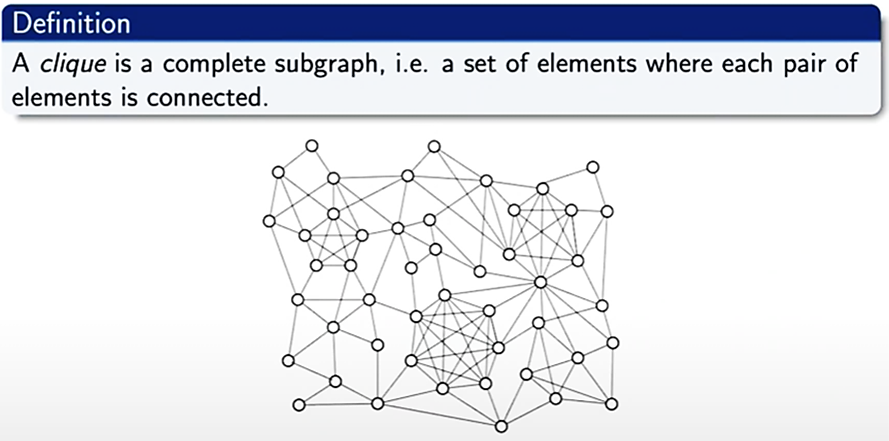 Definition
A clique is a complete subgraph, i.e. a set of elements where each pair of
elements is connected.